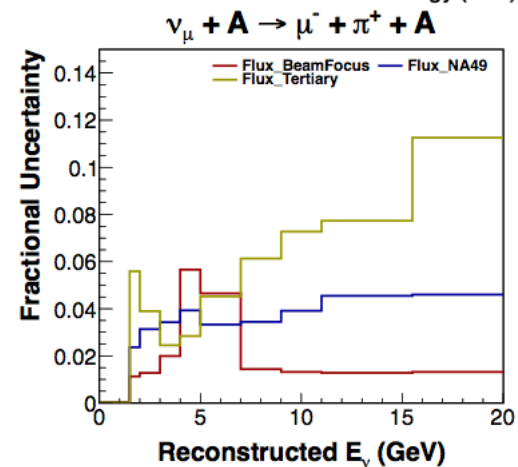 ν_μ + A → μ⁻ + π⁺ + A
Flux_BeamFocus Flux_NA49
Flux_Tertiary
0.14
0.12
0.1
0.08
0.06
0.04
0.02
0
0 5 10 15 20
Fractional Uncertainty
Reconstructed E_ν (GeV)